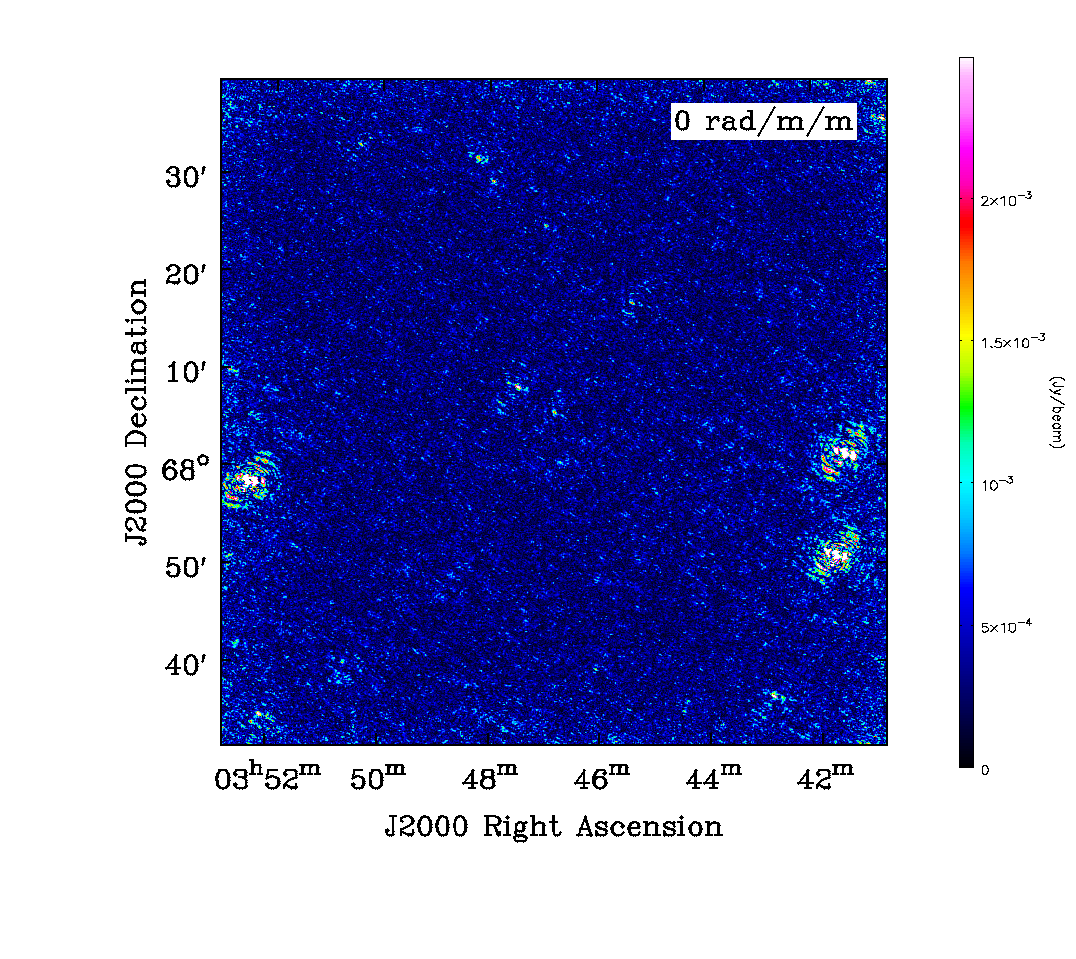 0 rad/m/m
30′
20′
10′
68°
50′
40′
J2000 Declination
03ʰ52ᵐ 50ᵐ 48ᵐ 46ᵐ 44ᵐ 42ᵐ
J2000 Right Ascension
2×10⁻³
1.5×10⁻³
10⁻³
5×10⁻⁴
0
(Jy/beam)